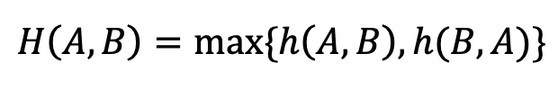 H(A, B) = max{h(A, B), h(B, A)}